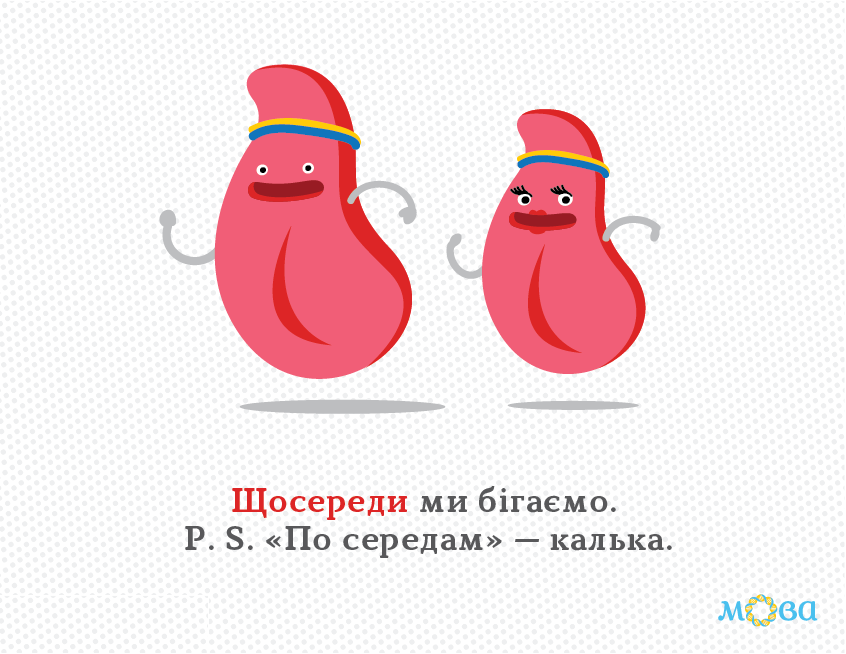 Щосереди ми бігаємо.
P. S. «По середам» — калька.
мОва